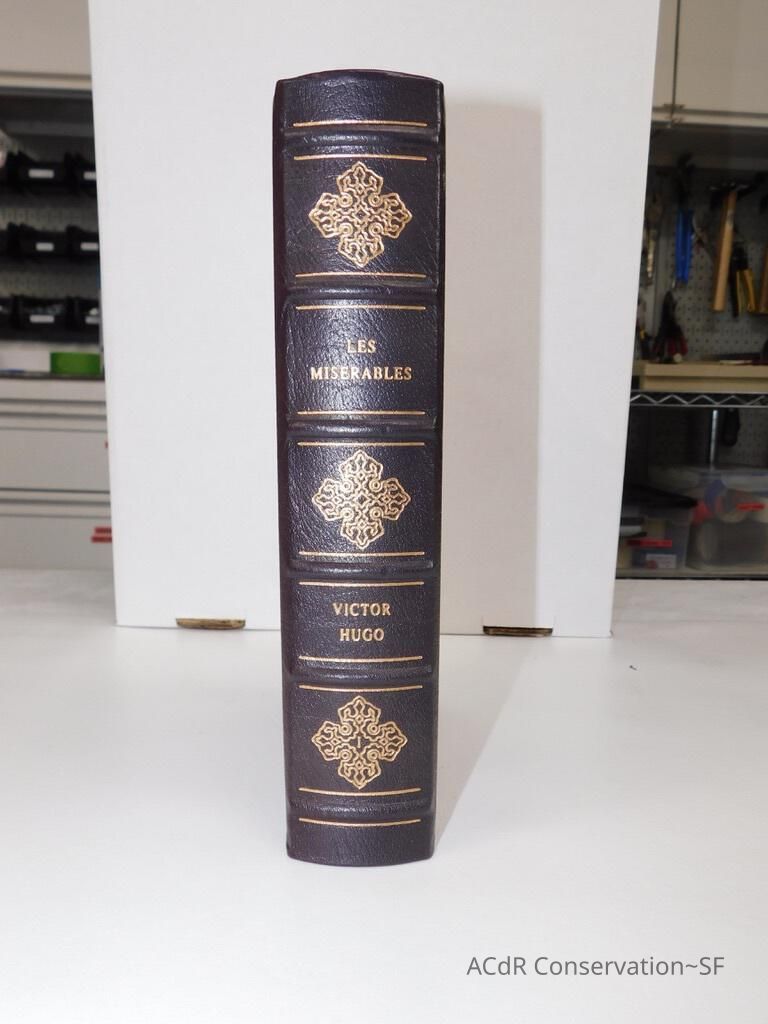 LES
MISERABLES
VICTOR
HUGO
I
ACdR Conservation~SF